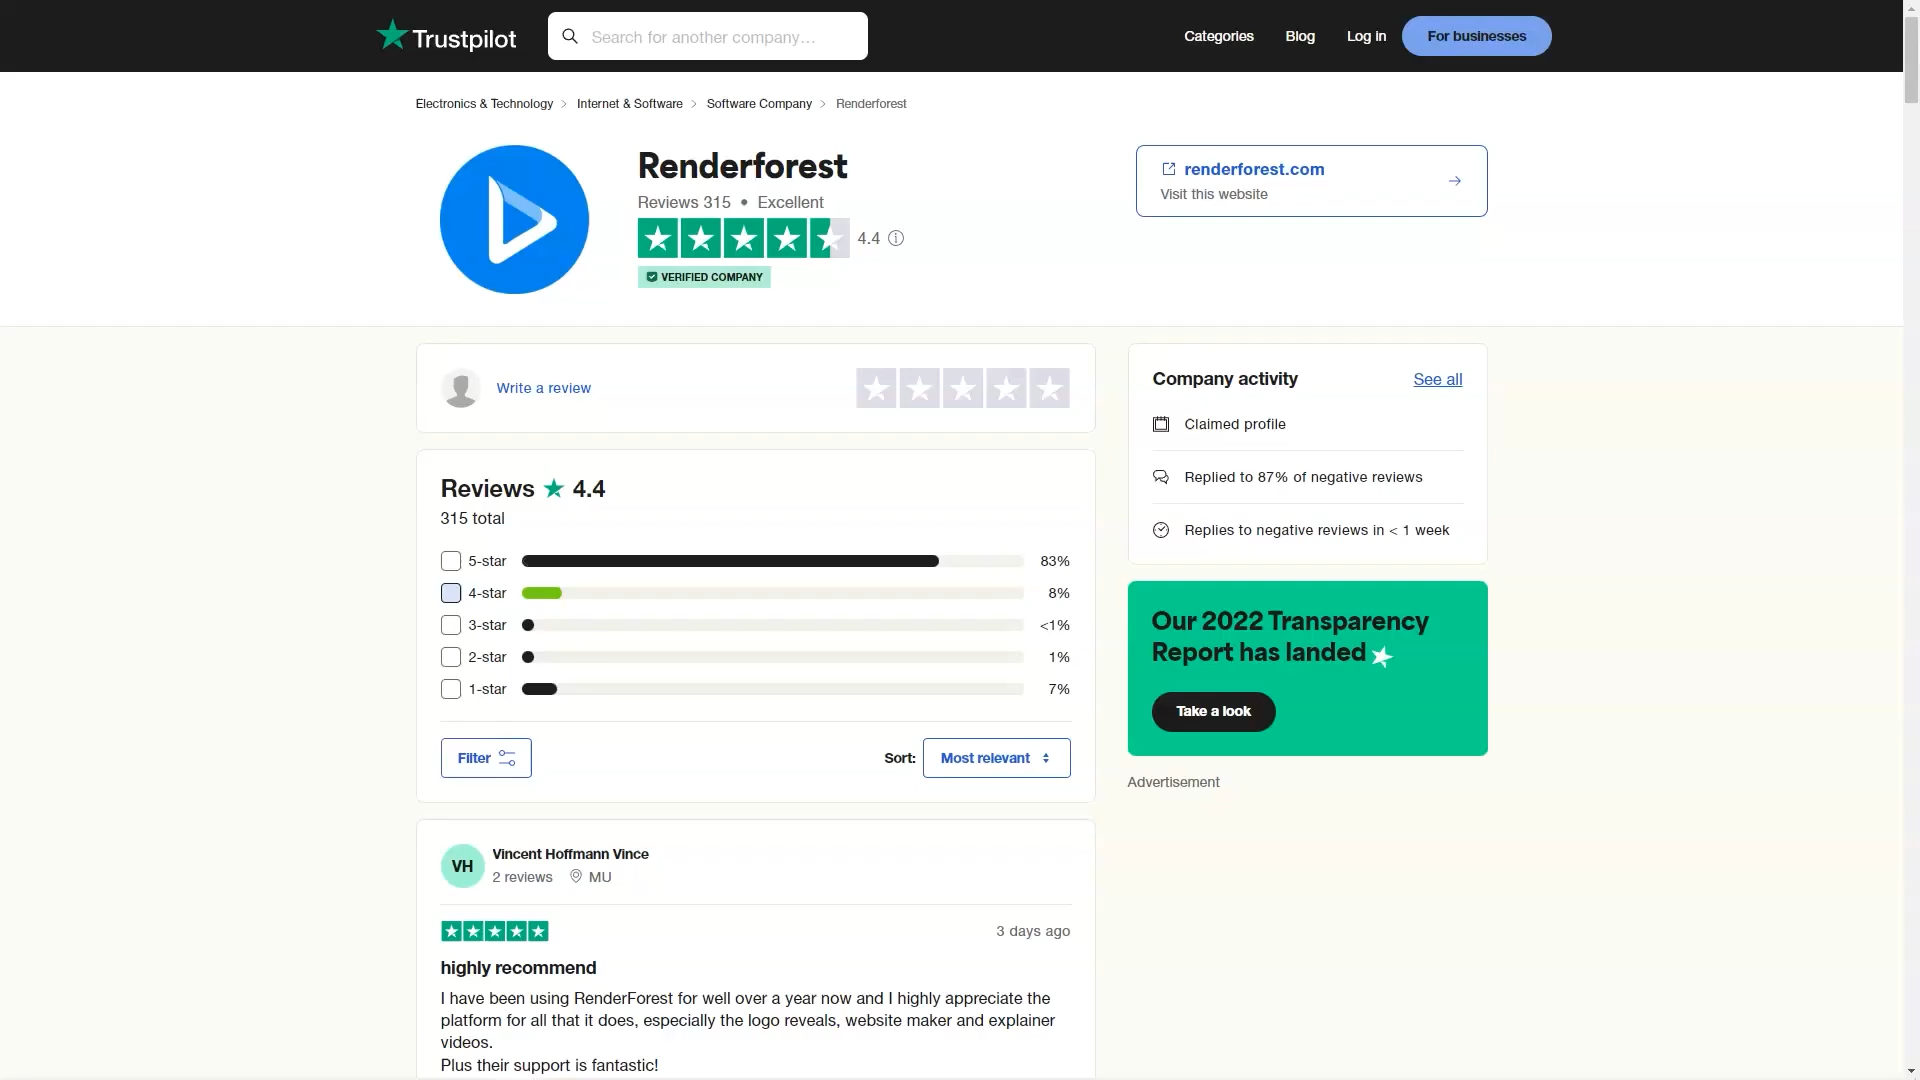 Trustpilot
Search for another company...
Categories
Blog
Log in
For businesses
Electronics & Technology > Internet & Software > Software Company > Renderforest
Renderforest
Reviews 315 • Excellent
4.4
VERIFIED COMPANY
renderforest.com
Visit this website
Write a review
Company activity
See all
Claimed profile
Replied to 87% of negative reviews
Replies to negative reviews in < 1 week
Reviews ★ 4.4
315 total
5-star 83%
4-star 8%
3-star <1%
2-star 1%
1-star 7%
Filter
Sort: Most relevant
Our 2022 Transparency
Report has landed
Take a look
Advertisement
VH
Vincent Hoffmann Vince
2 reviews MU
3 days ago
highly recommend
I have been using RenderForest for well over a year now and I highly appreciate the
platform for all that it does, especially the logo reveals, website maker and explainer
videos.
Plus their support is fantastic!